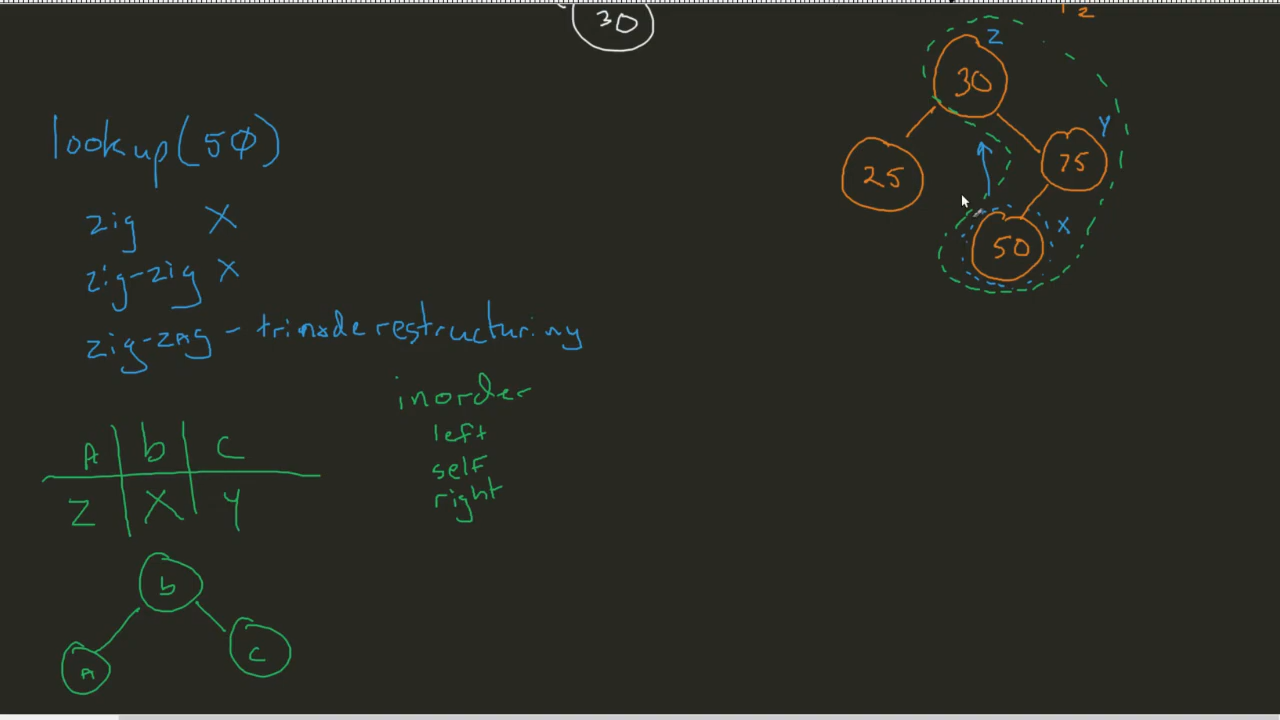 30
Z
30
Y
25
75
X
50
lookup(50)
zig X
zig-zig X
zig-zag - trinode restructuring
inorder
left
self
right
A b C
Z X Y
b
A
C